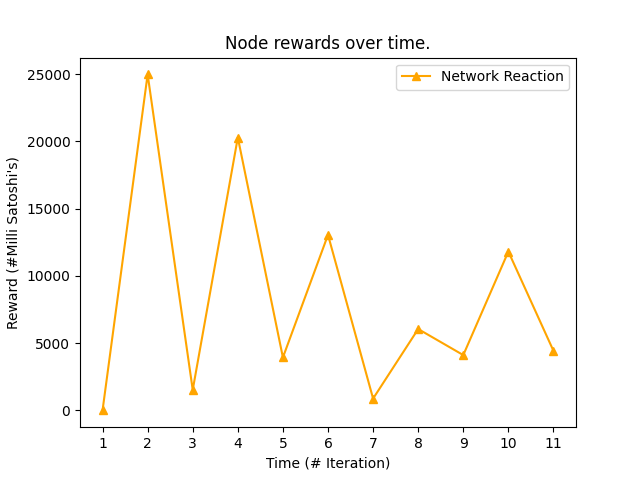 Node rewards over time.
Network Reaction
Reward (#Milli Satoshi's)
25000
20000
15000
10000
5000
0
1 2 3 4 5 6 7 8 9 10 11
Time (# Iteration)